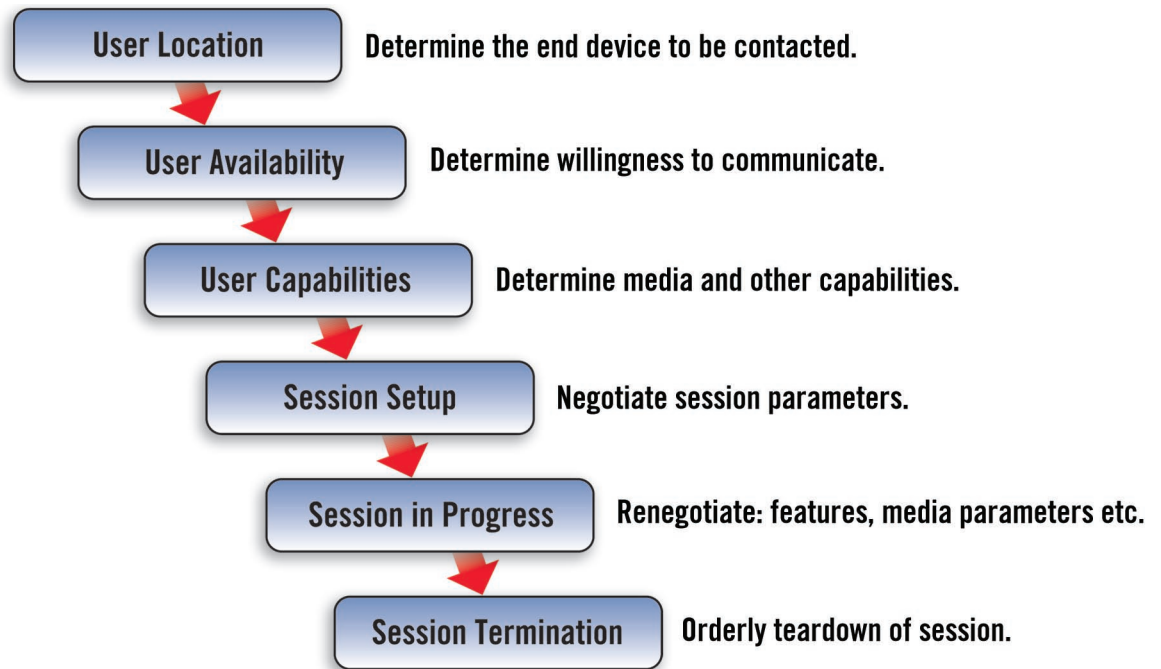 User Location
Determine the end device to be contacted.
User Availability
Determine willingness to communicate.
User Capabilities
Determine media and other capabilities.
Session Setup
Negotiate session parameters.
Session in Progress
Renegotiate: features, media parameters etc.
Session Termination
Orderly teardown of session.